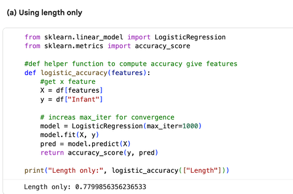 (a) Using length only
from sklearn.linear_model import LogisticRegression
from sklearn.metrics import accuracy_score
#def helper function to compute accuracy give features
def logistic_accuracy(features):
#get x feature
X = df[features]
y = df["Infant"]
# increas max_iter for convergence
model = LogisticRegression(max_iter=1000)
model.fit(X, y)
pred = model.predict(X)
return accuracy_score(y, pred)
print("Length only:", logistic_accuracy(["Length"]))
Length only: 0.7799856356236533